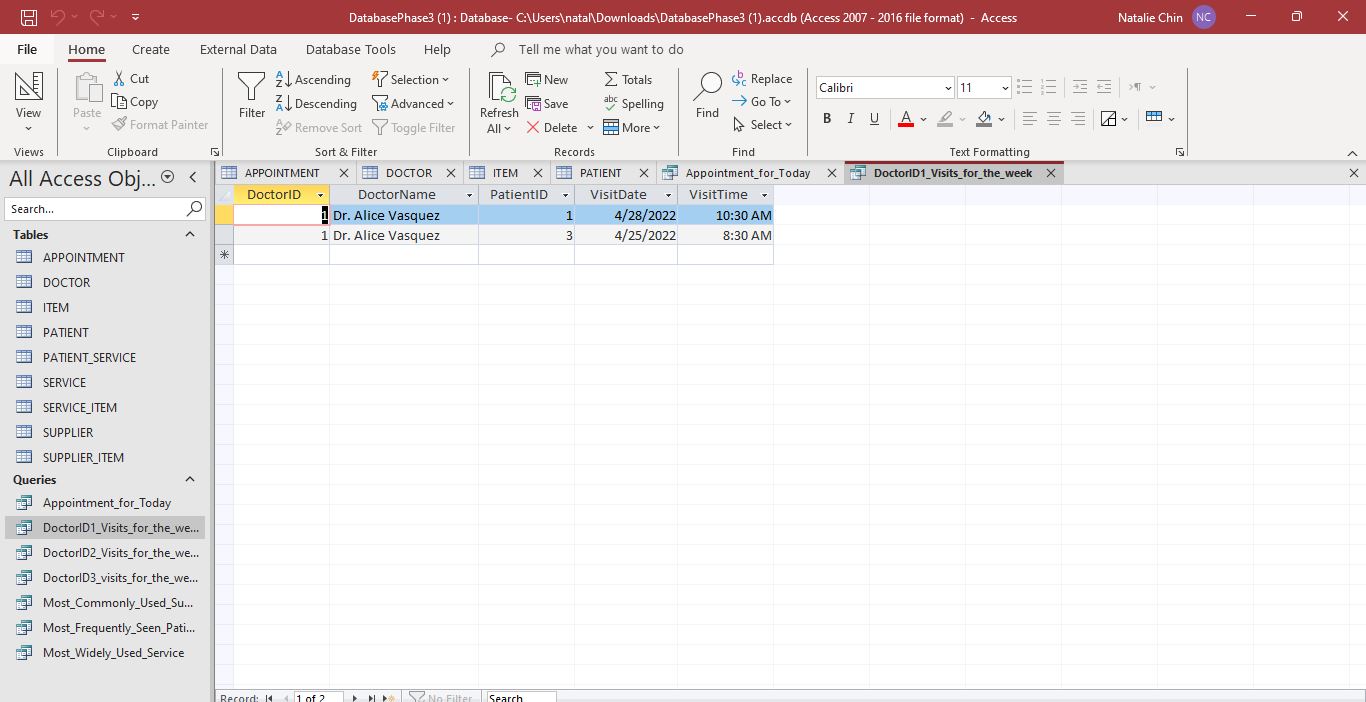 DatabasePhase3 (1) : Database- C:\Users\natal\Downloads\DatabasePhase3 (1).accdb (Access 2007 - 2016 file format) - Access
Natalie Chin NC
File Home Create External Data Database Tools Help Tell me what you want to do
View
Views
Paste
Cut
Copy
Format Painter
Clipboard
Filter
Ascending
Descending
Remove Sort
Selection
Advanced
Toggle Filter
Sort & Filter
Refresh
All
New
Save
Delete
Totals
Spelling
More
Records
Find
Replace
Go To
Select
Find
Calibri 11
B I U A
Text Formatting
All Access Obj...
Search...
Tables
APPOINTMENT
DOCTOR
ITEM
PATIENT
PATIENT_SERVICE
SERVICE
SERVICE_ITEM
SUPPLIER
SUPPLIER_ITEM
Queries
Appointment_for_Today
DoctorID1_Visits_for_the_we...
DoctorID2_Visits_for_the_we...
DoctorID3_visits_for_the_we...
Most_Commonly_Used_Su...
Most_Frequently_Seen_Pati...
Most_Widely_Used_Service
APPOINTMENT DOCTOR ITEM PATIENT Appointment_for_Today DoctorID1_Visits_for_the_week
DoctorID DoctorName PatientID VisitDate VisitTime
1 Dr. Alice Vasquez 1 4/28/2022 10:30 AM
1 Dr. Alice Vasquez 3 4/25/2022 8:30 AM
Record: 1 of 2 No Filter Search